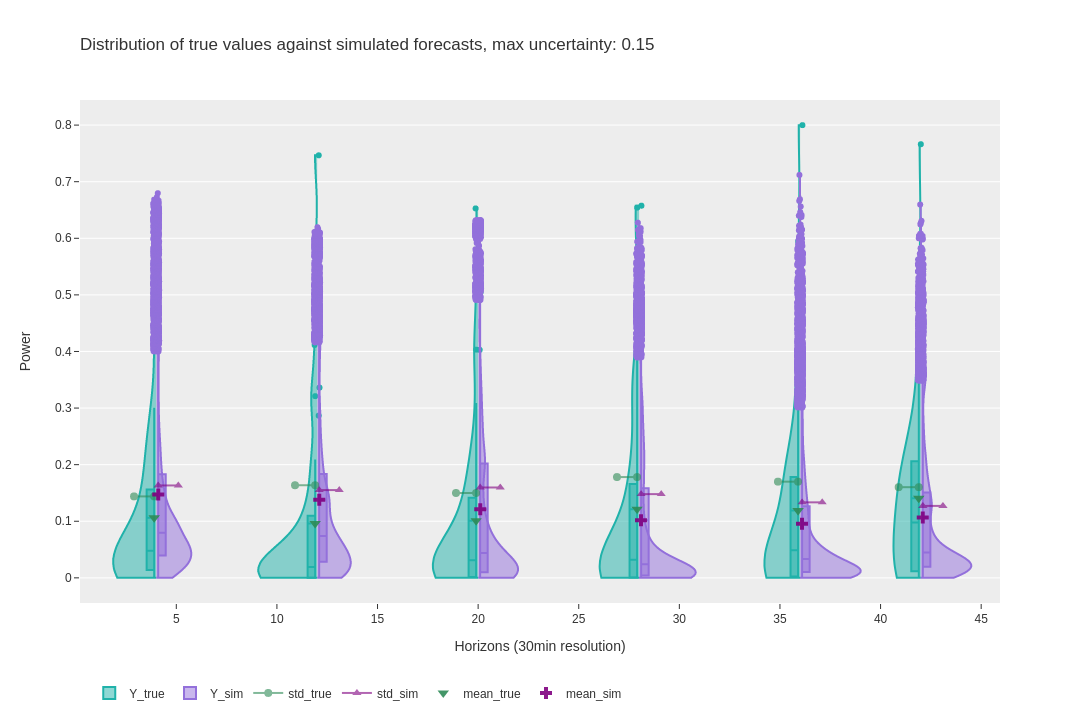 Distribution of true values against simulated forecasts, max uncertainty: 0.15
0.8
0.7
0.6
0.5
0.4
0.3
0.2
0.1
0
Power
5 10 15 20 25 30 35 40 45
Horizons (30min resolution)
Y_true Y_sim std_true std_sim mean_true mean_sim